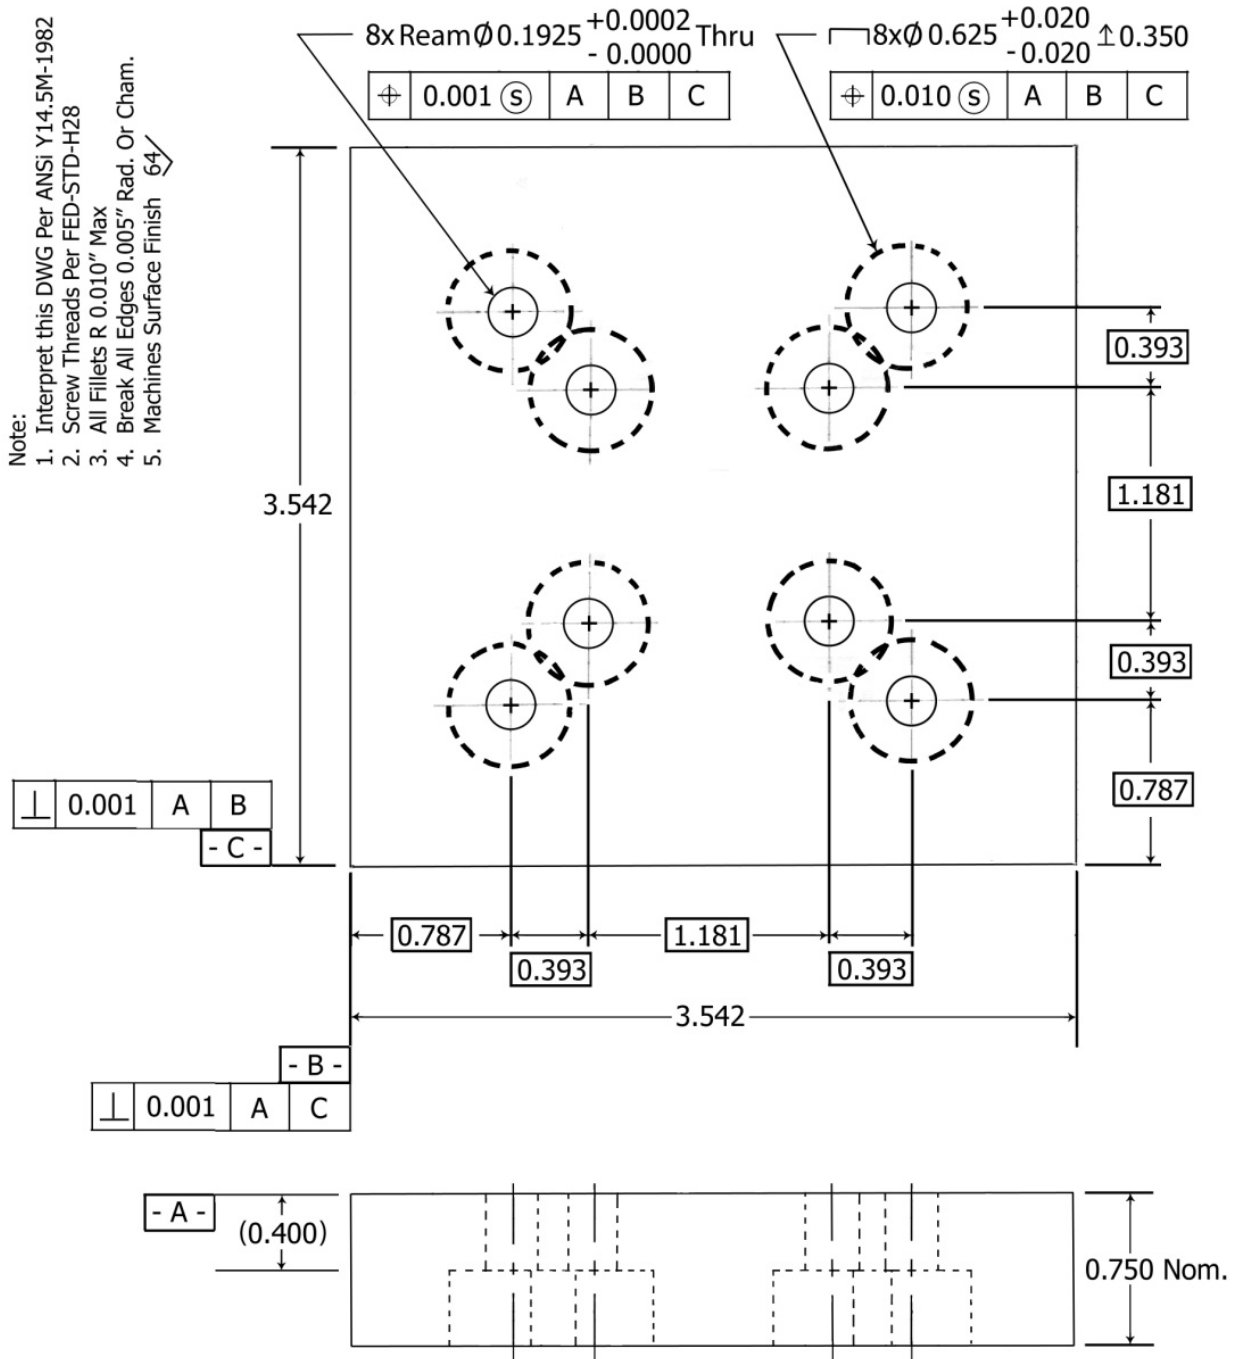 Note:
1. Interpret this DWG Per ANSi Y14.5M-1982
2. Screw Threads Per FED-STD-H28
3. All Fillets R 0.010" Max
4. Break All Edges 0.005" Rad. Or Cham.
5. Machines Surface Finish 64
8x Ream Ø 0.1925 +0.0002 - 0.0000 Thru
⌖ 0.001 Ⓢ A B C
8xØ 0.625 +0.020 -0.020 ↥ 0.350
⌖ 0.010 Ⓢ A B C
0.393
1.181
3.542
0.393
0.787
⊥ 0.001 A B
- C -
0.787
1.181
0.393
0.393
3.542
- B -
⊥ 0.001 A C
- A -
(0.400)
0.750 Nom.